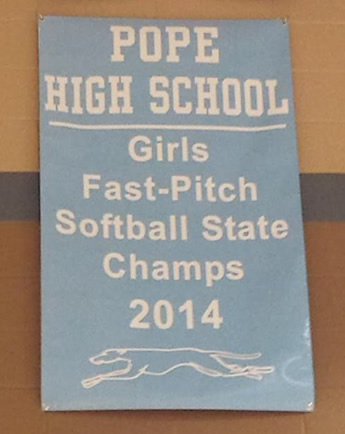 POPE
HIGH SCHOOL
Girls
Fast-Pitch
Softball State
Champs
2014